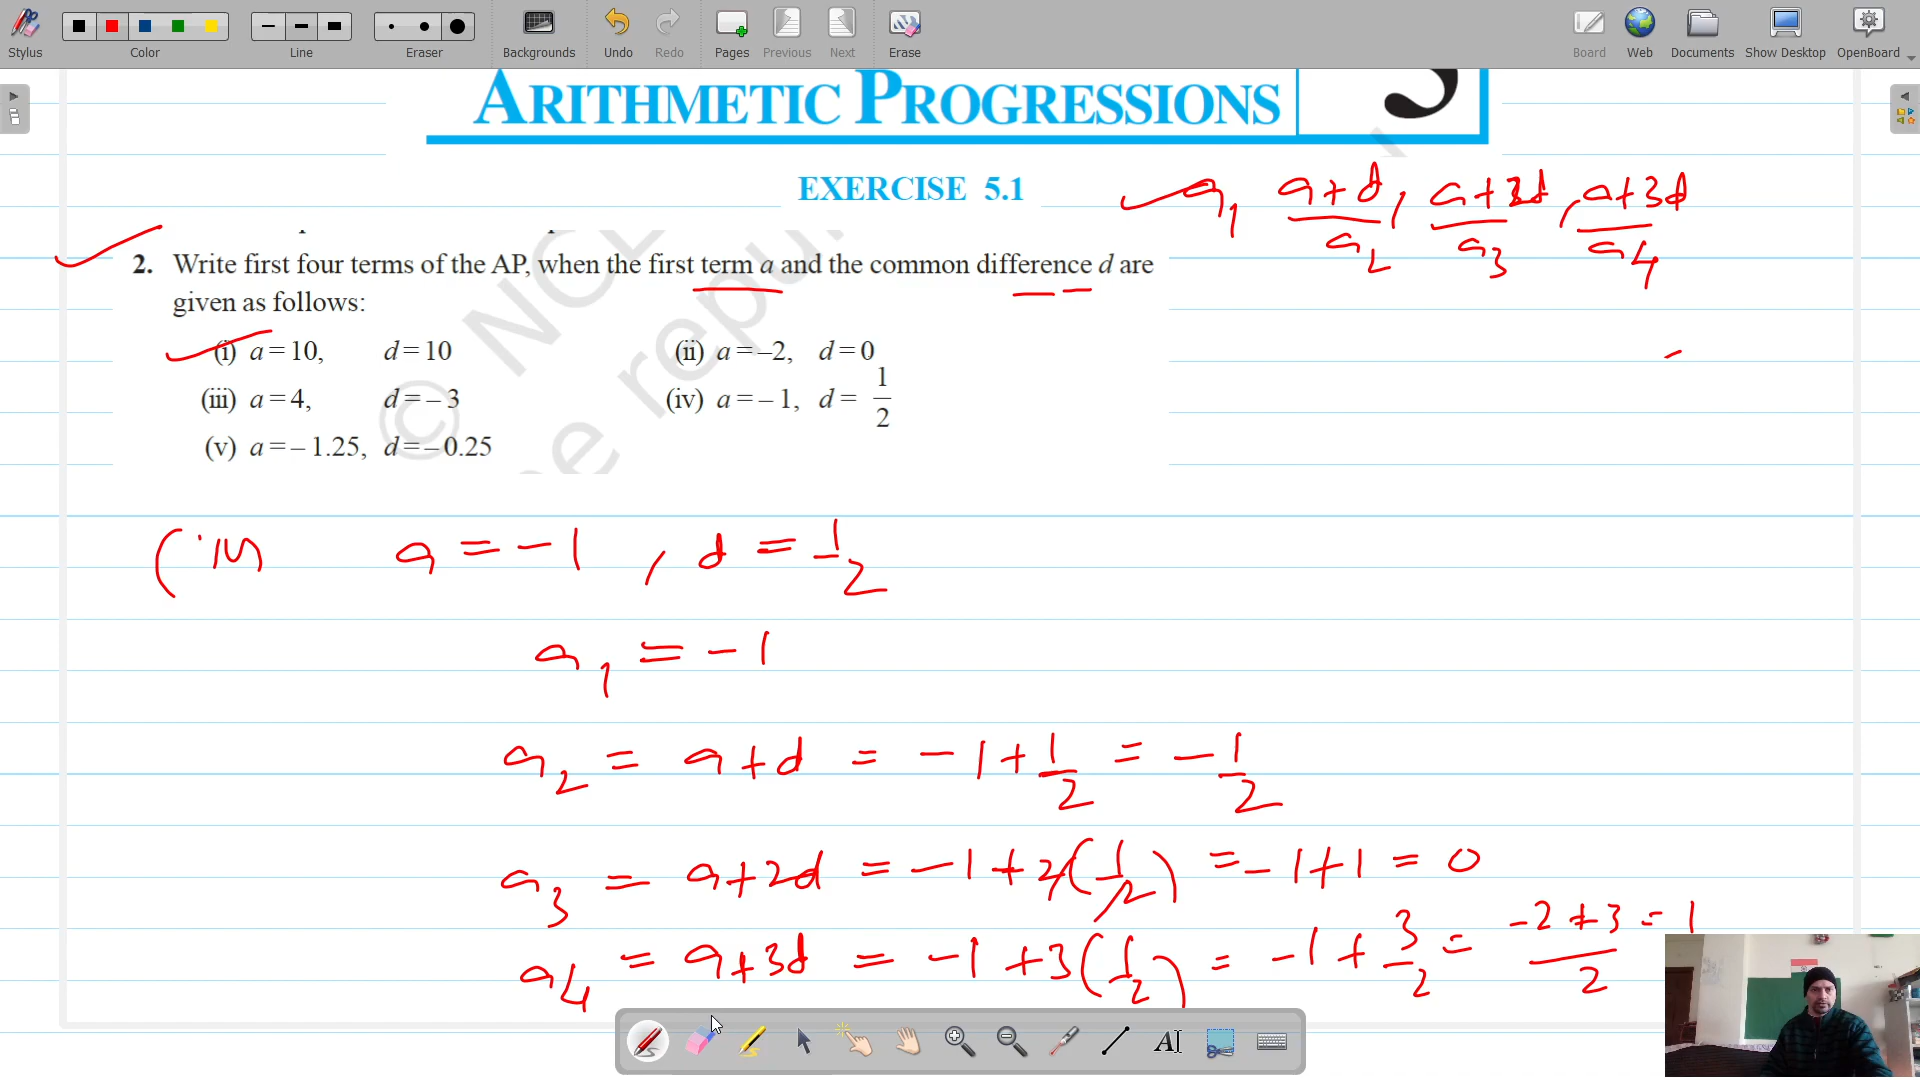 Stylus Color Line Eraser Backgrounds Undo Redo Pages Previous Next Erase Board Web Documents Show Desktop OpenBoard
ARITHMETIC PROGRESSIONS 5
EXERCISE 5.1
a1 a+d, a+3d, a+3d
a2 a3 a4
2. Write first four terms of the AP, when the first term a and the common difference d are
given as follows:
(i) a = 10, d = 10 (ii) a = –2, d = 0
(iii) a = 4, d = – 3 (iv) a = – 1, d = 1/2
(v) a = – 1.25, d = – 0.25
© NCE
e repu
a = -1, d = 1/2
a1 = -1
a2 = a+d = -1+1/2 = -1/2
a3 = a+2d = -1+2(1/2) = -1+1 = 0
a4 = a+3d = -1+3(1/2) = -1+3/2 = -2+3/2 = 1